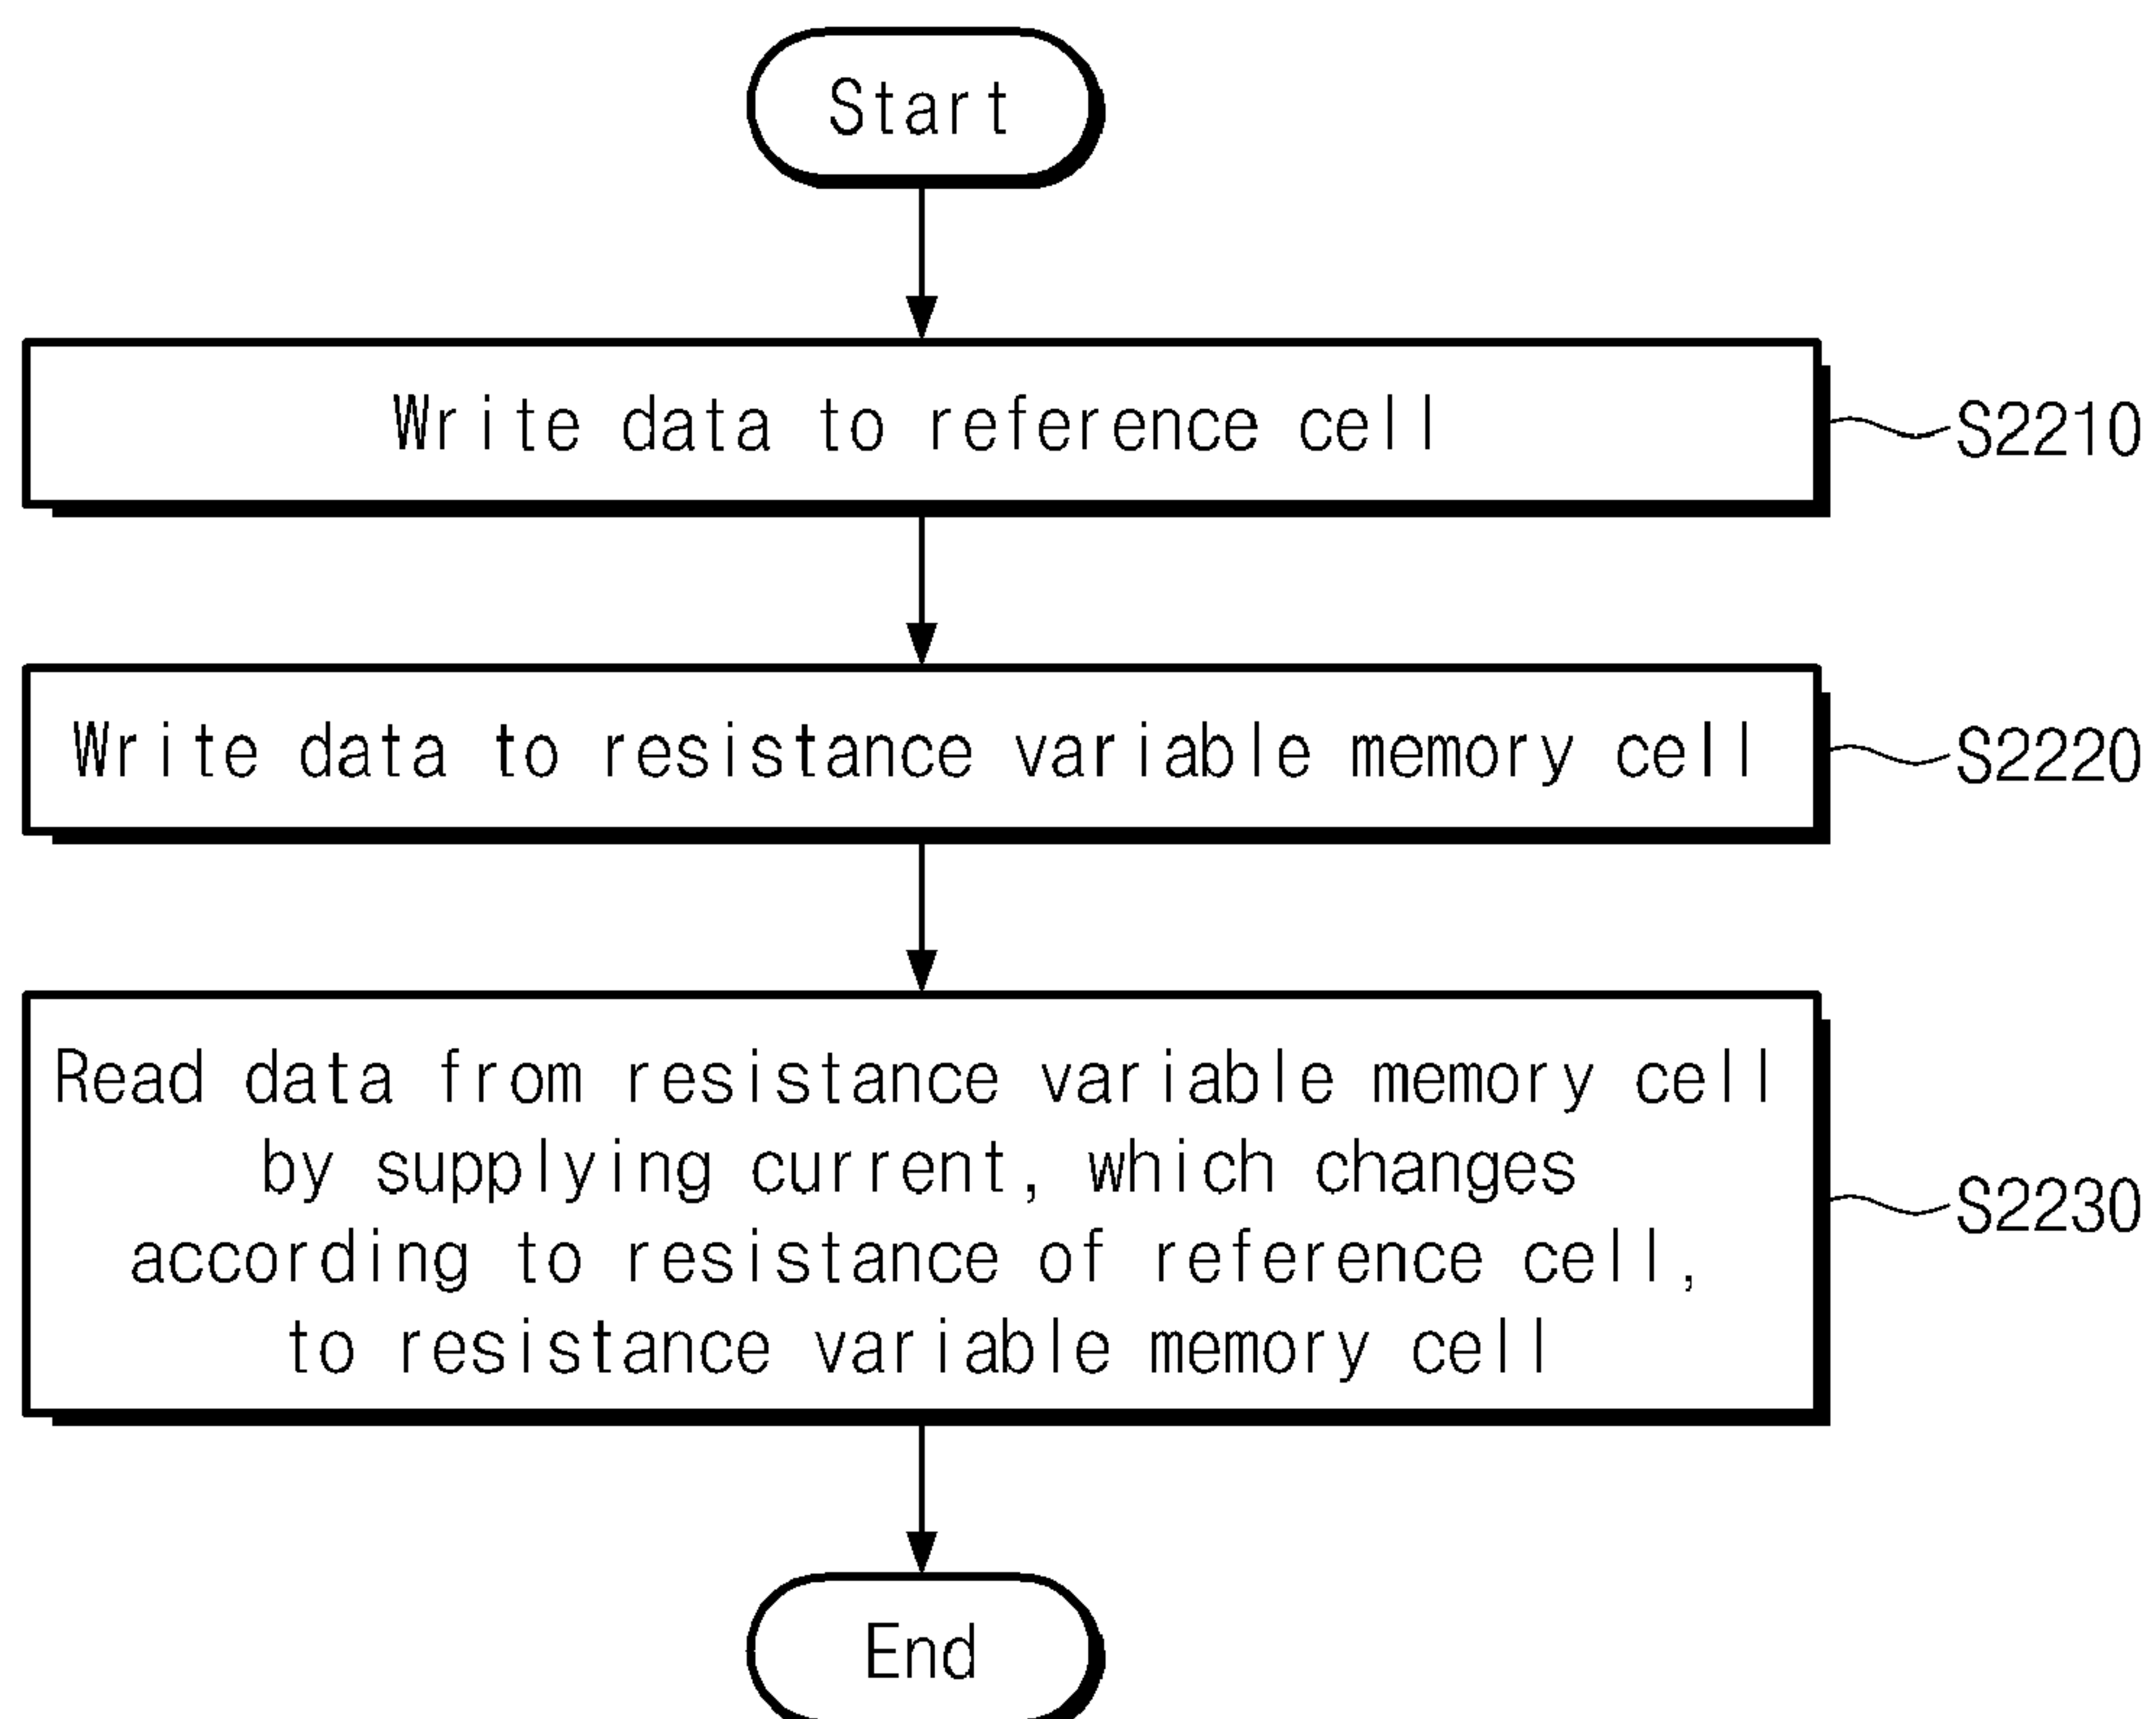 Start
Write data to reference cell
S2210
Write data to resistance variable memory cell
S2220
Read data from resistance variable memory cell
by supplying current, which changes
according to resistance of reference cell,
to resistance variable memory cell
S2230
End